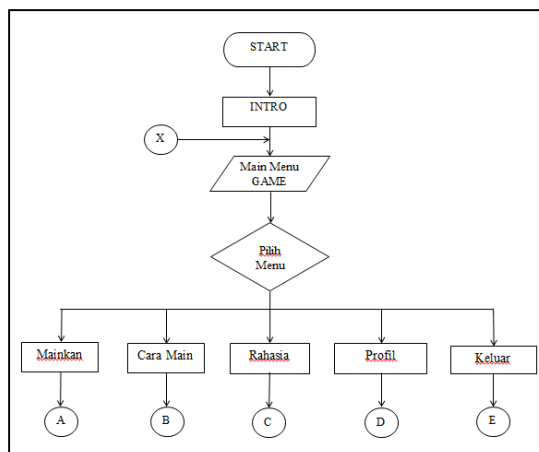 START
INTRO
X
Main Menu
GAME
Pilih
Menu
Mainkan
Cara Main
Rahasia
Profil
Keluar
A
B
C
D
E